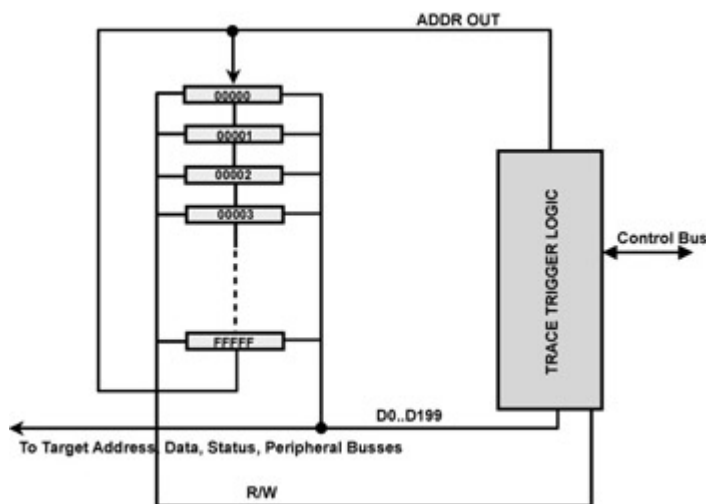 ADDR OUT
00000
00001
00002
00003
FFFFF
TRACE TRIGGER LOGIC
Control Bus
D0..D199
To Target Address, Data, Status, Peripheral Busses
R/W